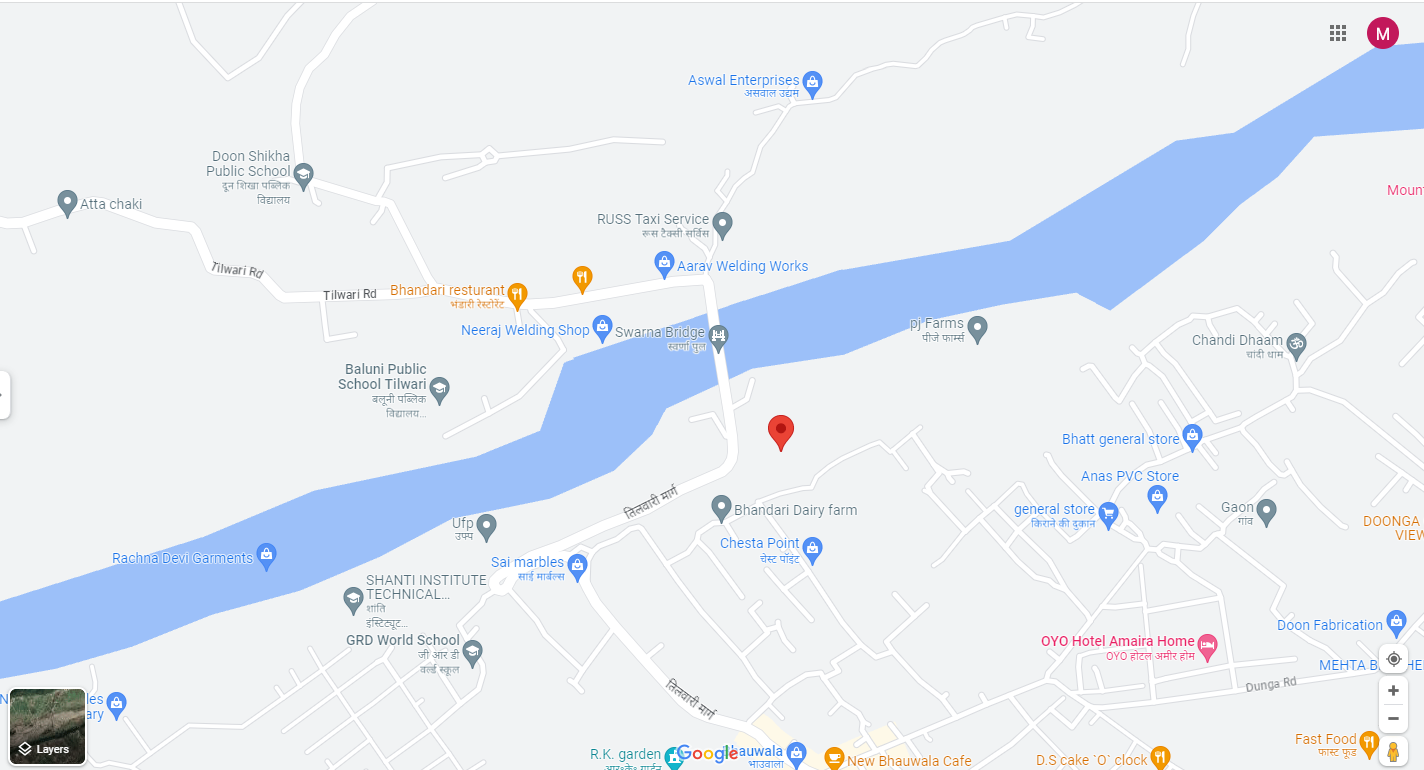 M
Aswal Enterprises
असवाल उद्यम
Doon Shikha
Public School
दून शिखा पब्लिक
विद्यालय
Atta chaki
Moun
RUSS Taxi Service
रूस टैक्सी सर्विस
Tilwari Rd
Aarav Welding Works
Tilwari Rd
Bhandari resturant
भंडारी रेस्टोरेंट
Neeraj Welding Shop
Swarna Bridge
स्वर्णा पुल
pj Farms
पीजे फार्म्स
Chandi Dhaam
चांदी धाम
Baluni Public
School Tilwari
बलूनी पब्लिक
विद्यालय...
Bhatt general store
Anas PVC Store
तिलवारी मार्ग
Bhandari Dairy farm
general store
किराने की दुकान
Gaon
गांव
DOONGA
VIEW
Ufp
उफ्प
Chesta Point
चेस्ट पॉइंट
Rachna Devi Garments
Sai marbles
सांई मार्बल्स
SHANTI INSTITUTE
TECHNICAL...
शांति
इंस्टिट्यूट...
GRD World School
जी आर डी
वर्ल्ड स्कूल
Doon Fabrication
OYO Hotel Amaira Home
OYO होटल अमीर होम
MEHTA B
Dunga Rd
तिलवारी मार्ग
Layers
R.K. garden
आरकेके गार्डन
Google
भाउवाला
New Bhauwala Cafe
D.S cake `O` clock
Fast Food
फास्ट फूड